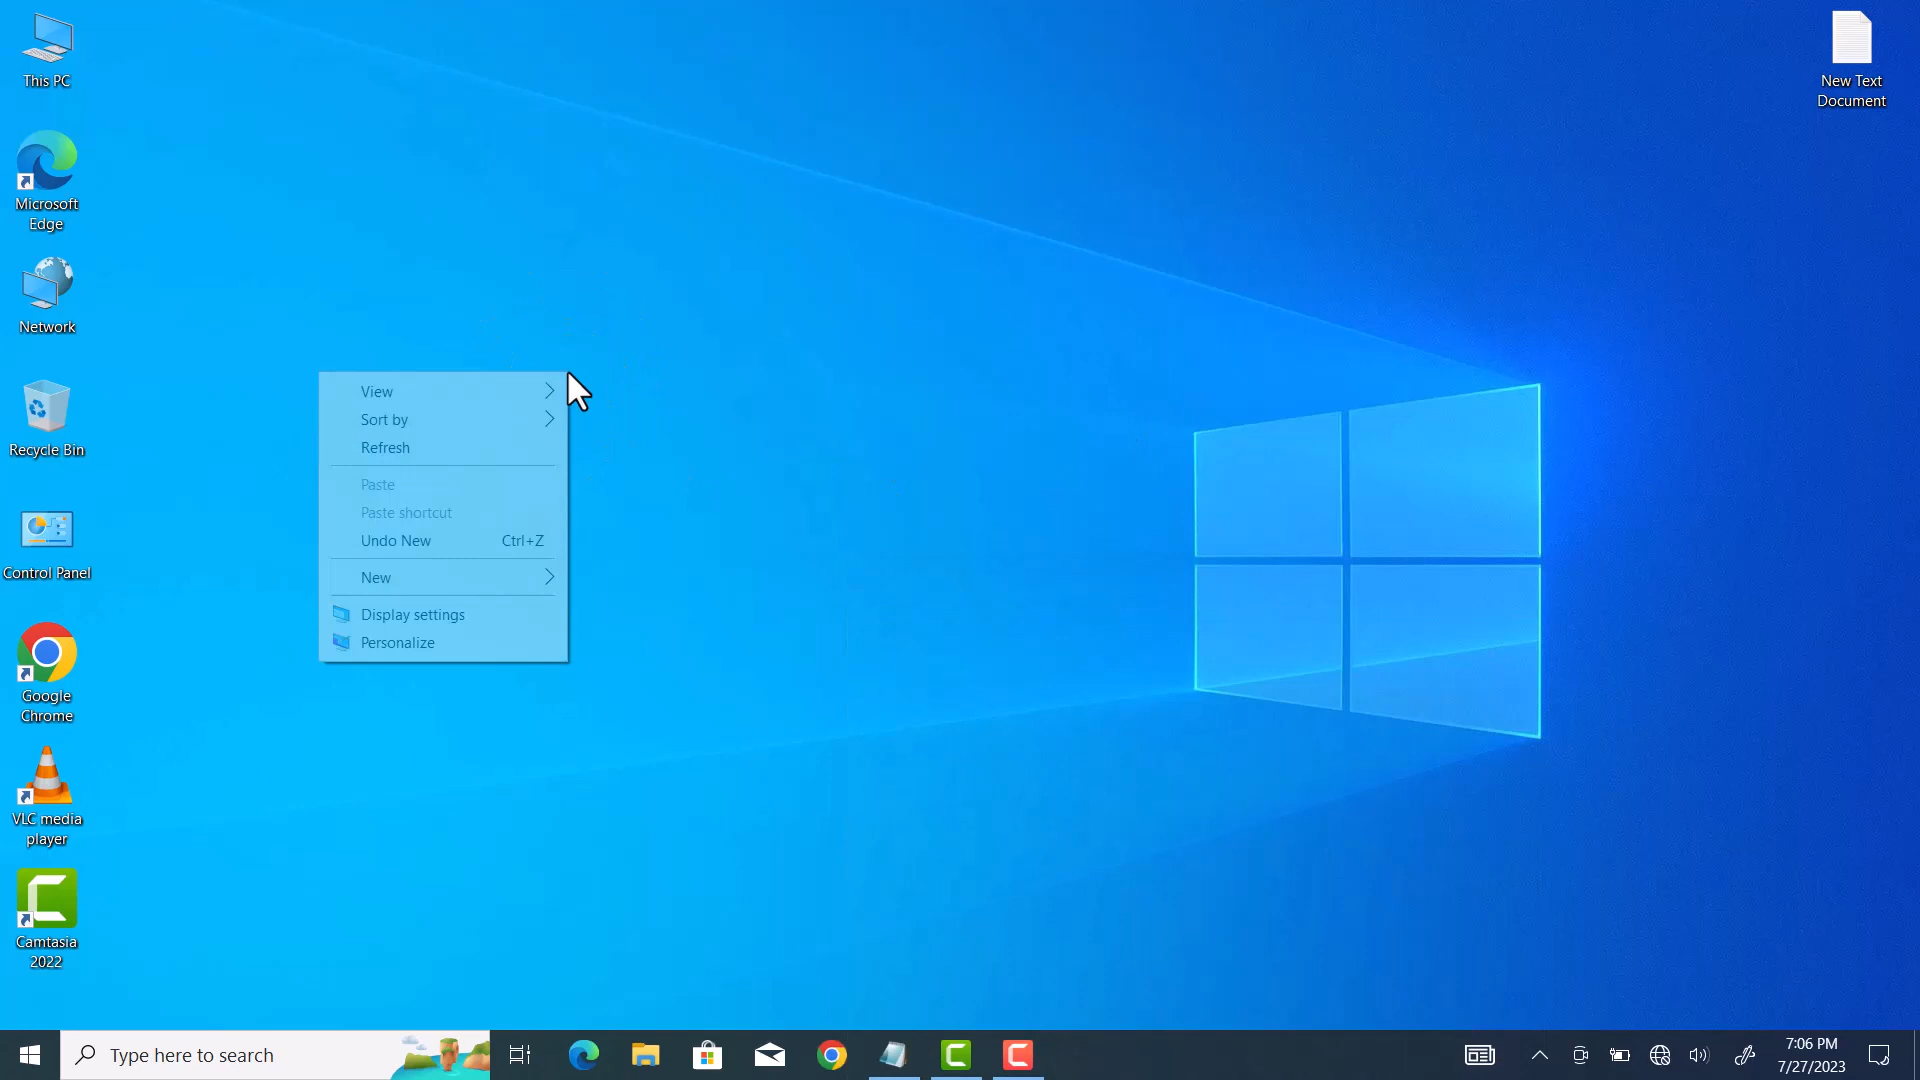 This PC
New Text
Document
Microsoft
Edge
Network
Recycle Bin
Control Panel
Google
Chrome
VLC media
player
Camtasia
2022
View
Sort by
Refresh
Paste
Paste shortcut
Undo New Ctrl+Z
New
Display settings
Personalize
Type here to search
7:06 PM
7/27/2023